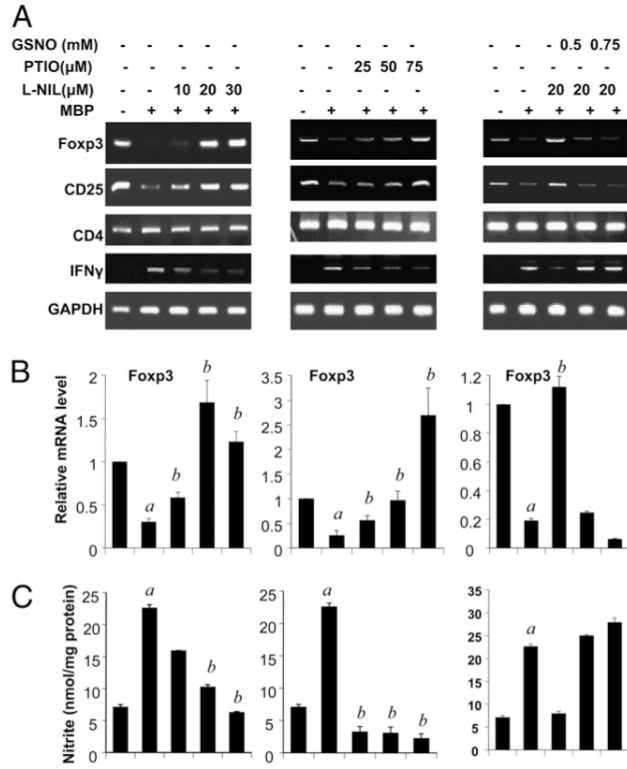 A
GSNO (mM) - - - - - - - - - - - - - 0.5 0.75
PTIO(μM) - - - - - - - 25 50 75 - - - - -
L-NIL(μM) - - 10 20 30 - - - - - - - 20 20 20
MBP - + + + + - + + + + - + + + +
Foxp3
CD25
CD4
IFNγ
GAPDH
B
Relative mRNA level
Foxp3
2
1.5
1
0.5
0
a
b
b
b
Foxp3
3.5
3
2.5
2
1.5
1
0.5
0
a
b
b
b
Foxp3
1.4
1.2
1
0.8
0.6
0.4
0.2
0
a
b
C
Nitrite (nmol/mg protein)
25
20
15
10
5
0
a
b
b
25
20
15
10
5
0
a
b
b
b
35
30
25
20
15
10
5
0
a